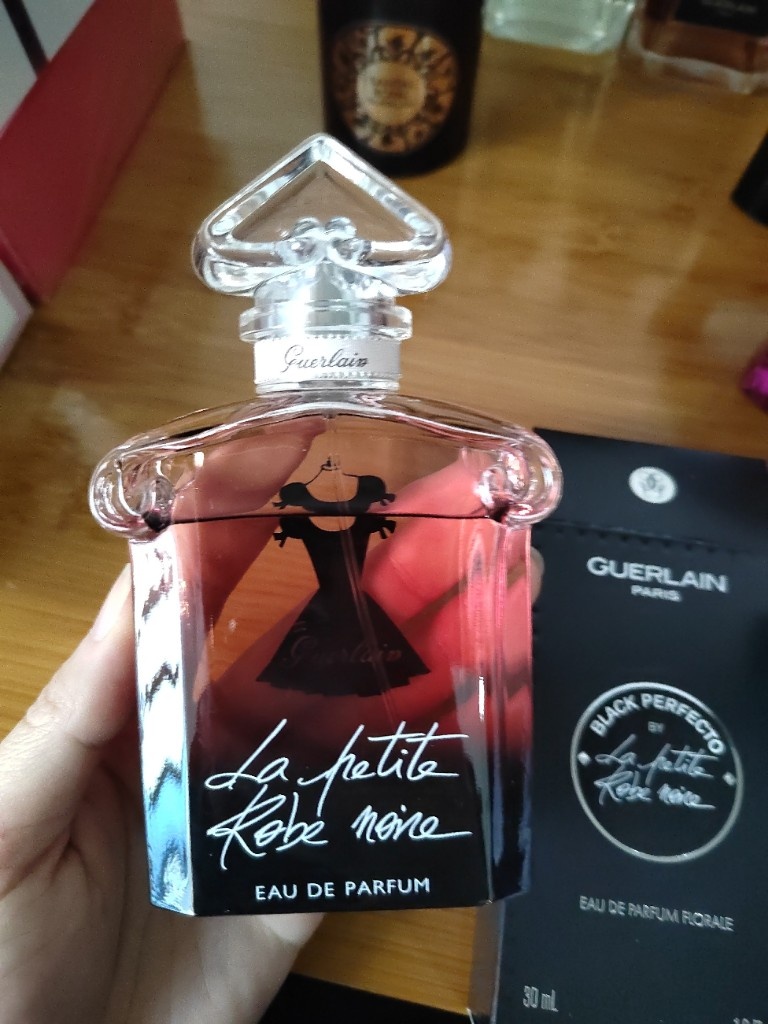 Guerlain
Guerlain
La petite
Robe noire
EAU DE PARFUM
GUERLAIN
PARIS
BLACK PERFECTO
BY
La petite
Robe noire
EAU DE PARFUM FLORALE
30 mL
GUERLAIN